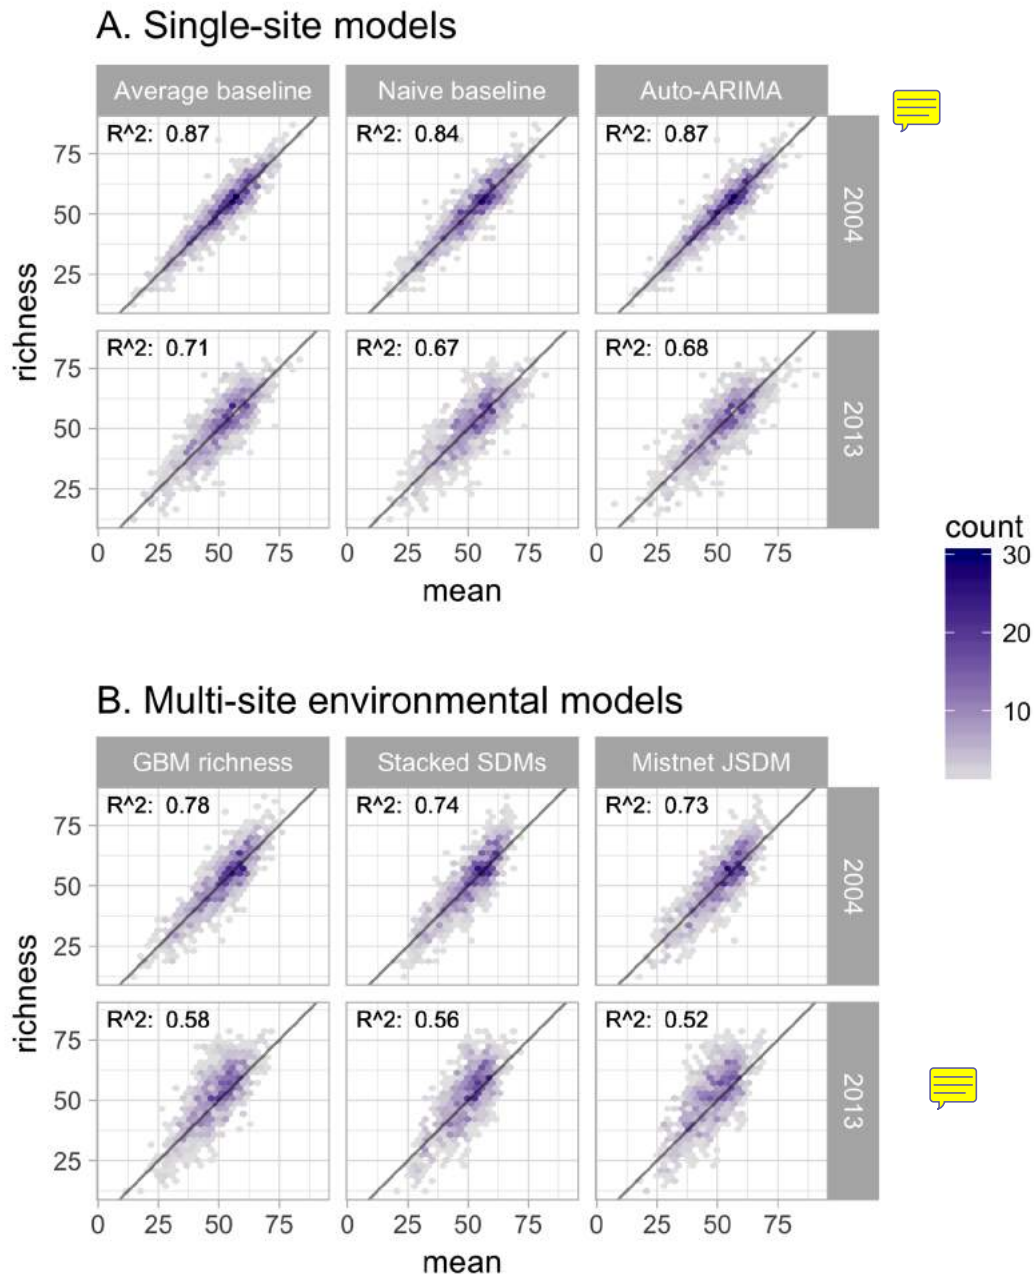 A. Single-site models
Average baseline Naive baseline Auto-ARIMA
R^2: 0.87 R^2: 0.84 R^2: 0.87
75
50
25
2004
richness
R^2: 0.71 R^2: 0.67 R^2: 0.68
75
50
25
2013
0 25 50 75 0 25 50 75 0 25 50 75
mean
count
30
20
10
B. Multi-site environmental models
GBM richness Stacked SDMs Mistnet JSDM
R^2: 0.78 R^2: 0.74 R^2: 0.73
75
50
25
2004
richness
R^2: 0.58 R^2: 0.56 R^2: 0.52
75
50
25
2013
0 25 50 75 0 25 50 75 0 25 50 75
mean